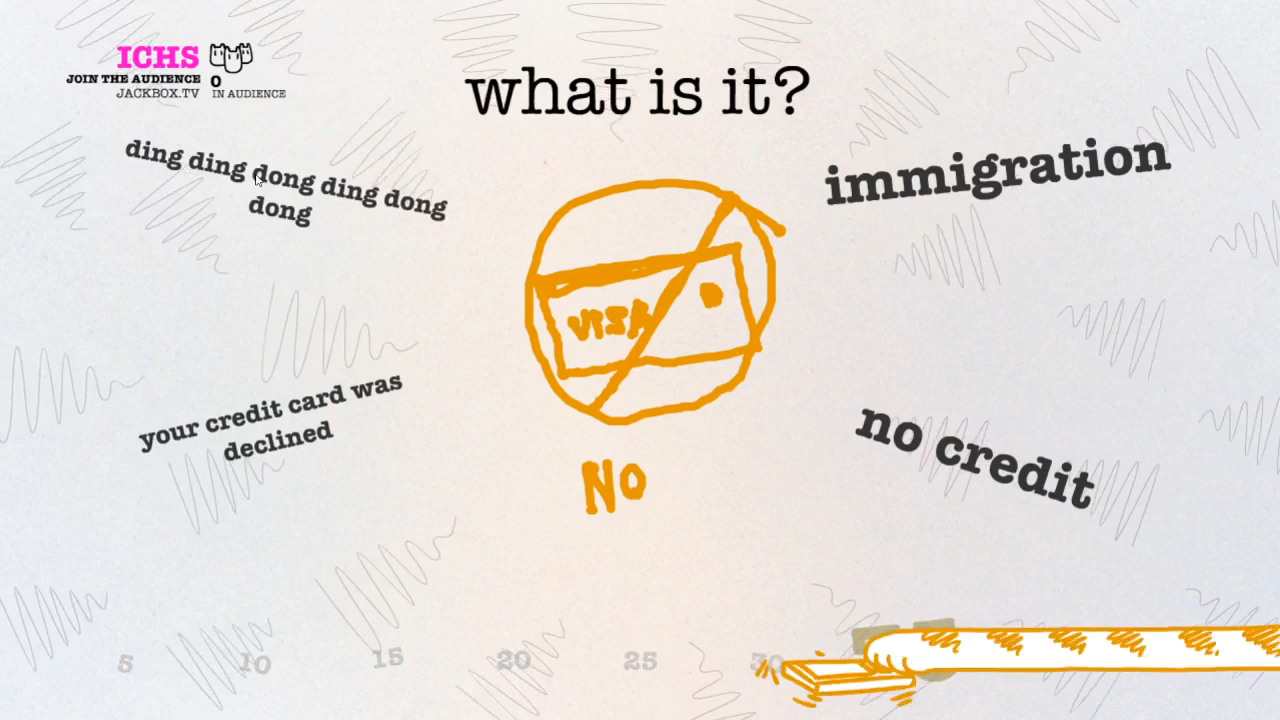 ICHS
JOIN THE AUDIENCE
JACKBOX.TV
0
IN AUDIENCE
what is it?
ding ding dong ding dong
dong
immigration
VISA
your credit card was
declined
no credit
NO
5 10 15 20 25 30